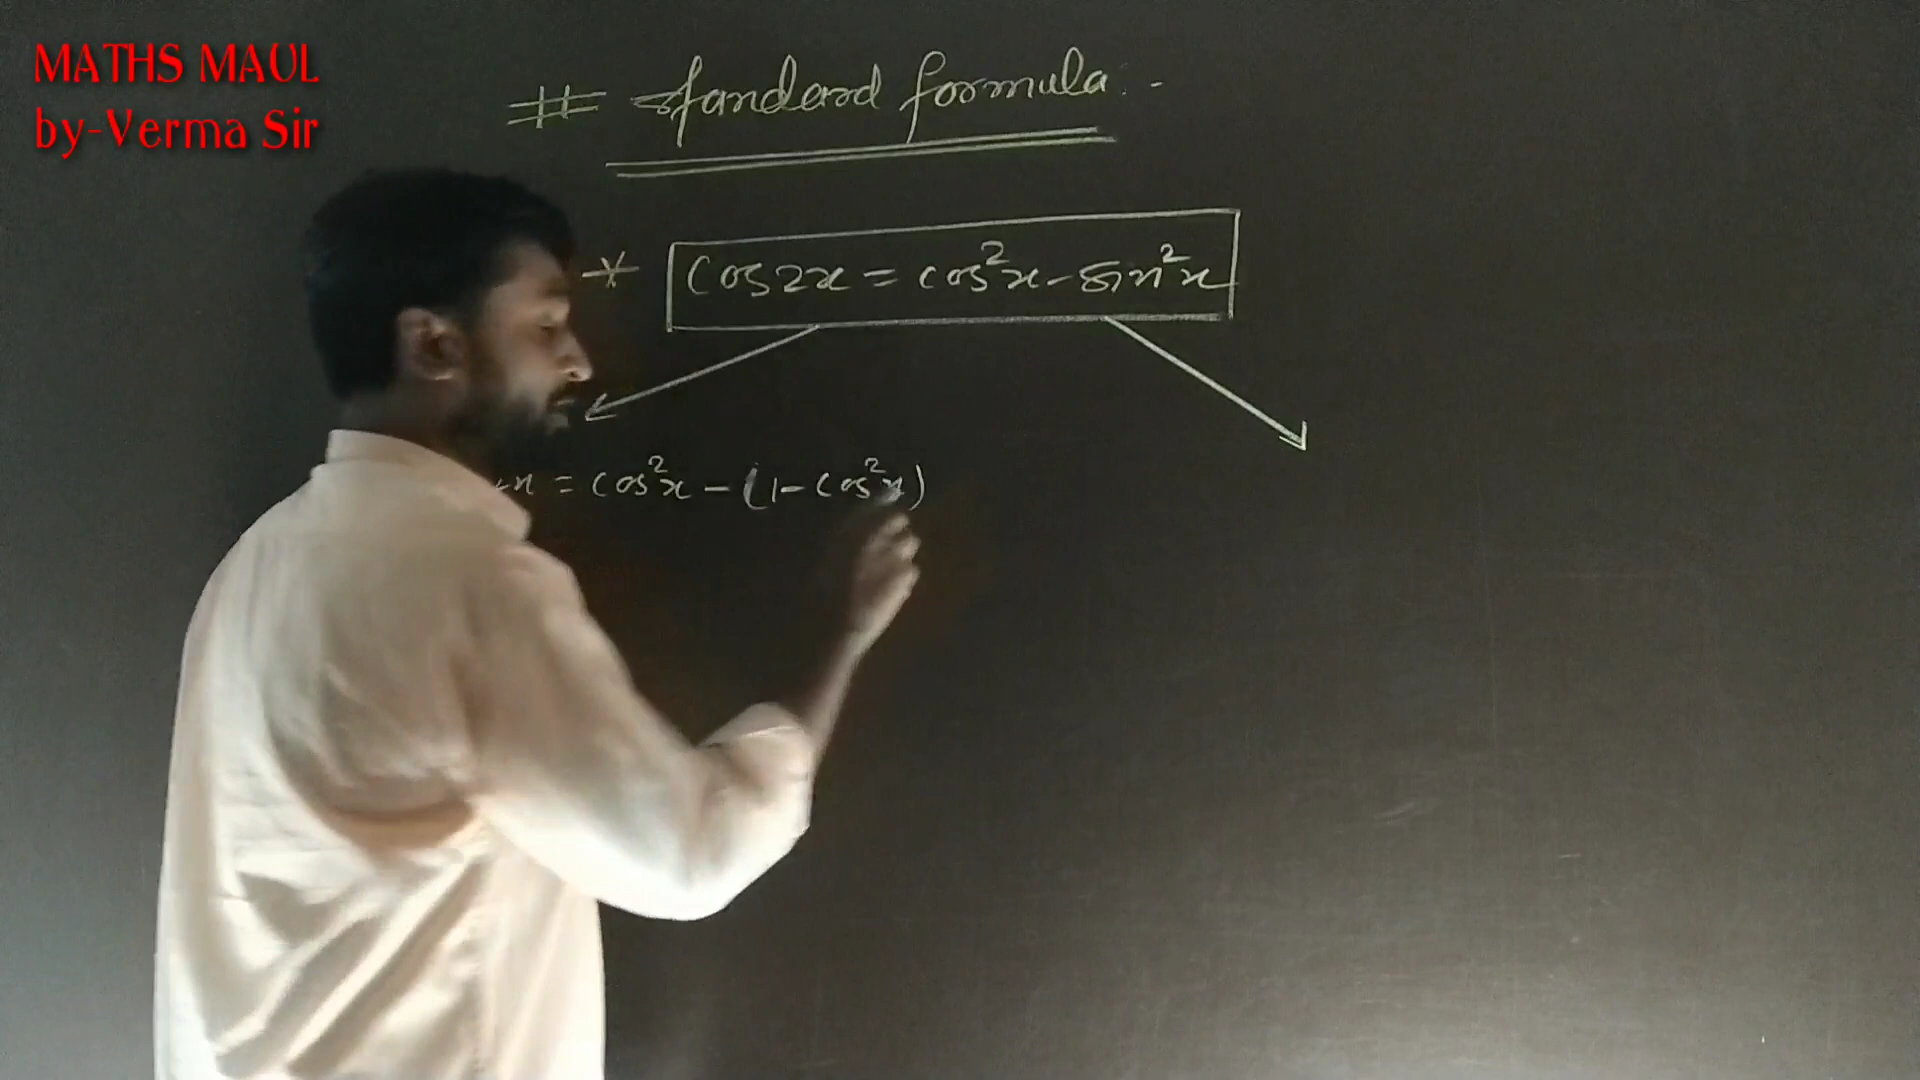 MATHS MAUL
by-Verma Sir
# Standard formula :-
* Cos2x = cos²x - sin²x
x = cos²x - (1 - cos²x)